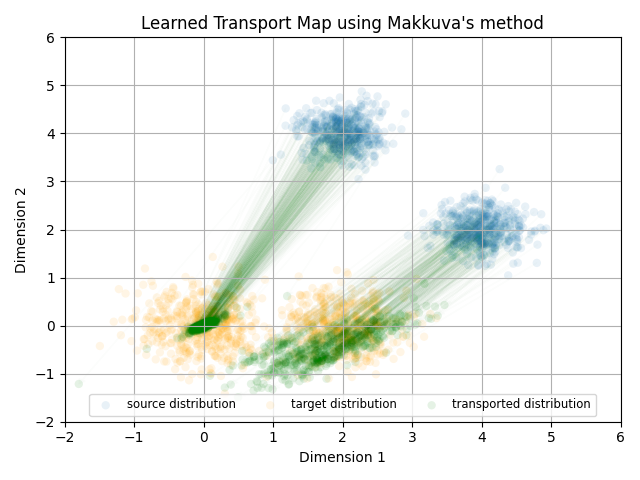 Learned Transport Map using Makkuva's method
6
5
4
3
2
1
0
−1
−2
Dimension 2
source distribution target distribution transported distribution
−2 −1 0 1 2 3 4 5 6
Dimension 1